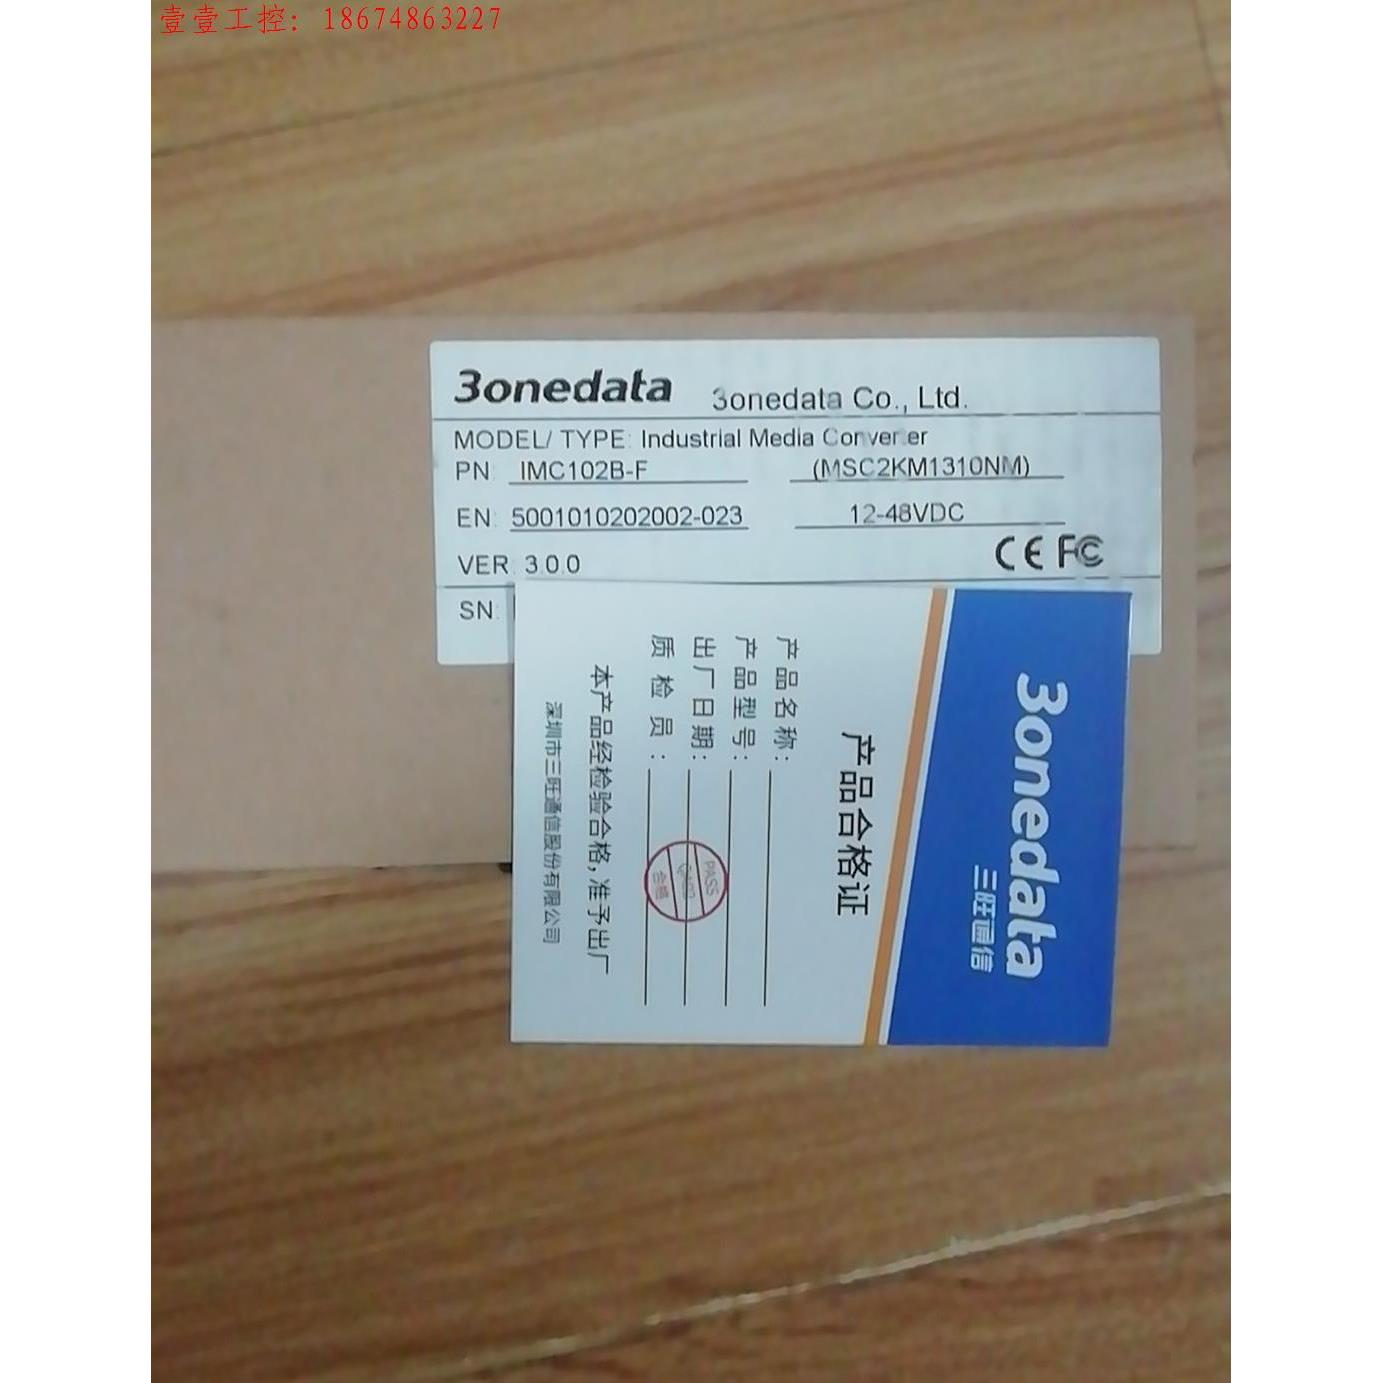 壹壹工控: 18674863227
3onedata 3onedata Co., Ltd.
MODEL/ TYPE: Industrial Media Converter
PN: IMC102B-F (MSC2KM1310NM)
EN: 5001010202002-023 12-48VDC
VER: 3.0.0
CE FC
SN:
3onedata
三旺通信
产品合格证
产品名称:
产品型号:
出厂日期:
质检员:
PASS
合格
本产品经检验合格,准予出厂
深圳市三旺通信股份有限公司